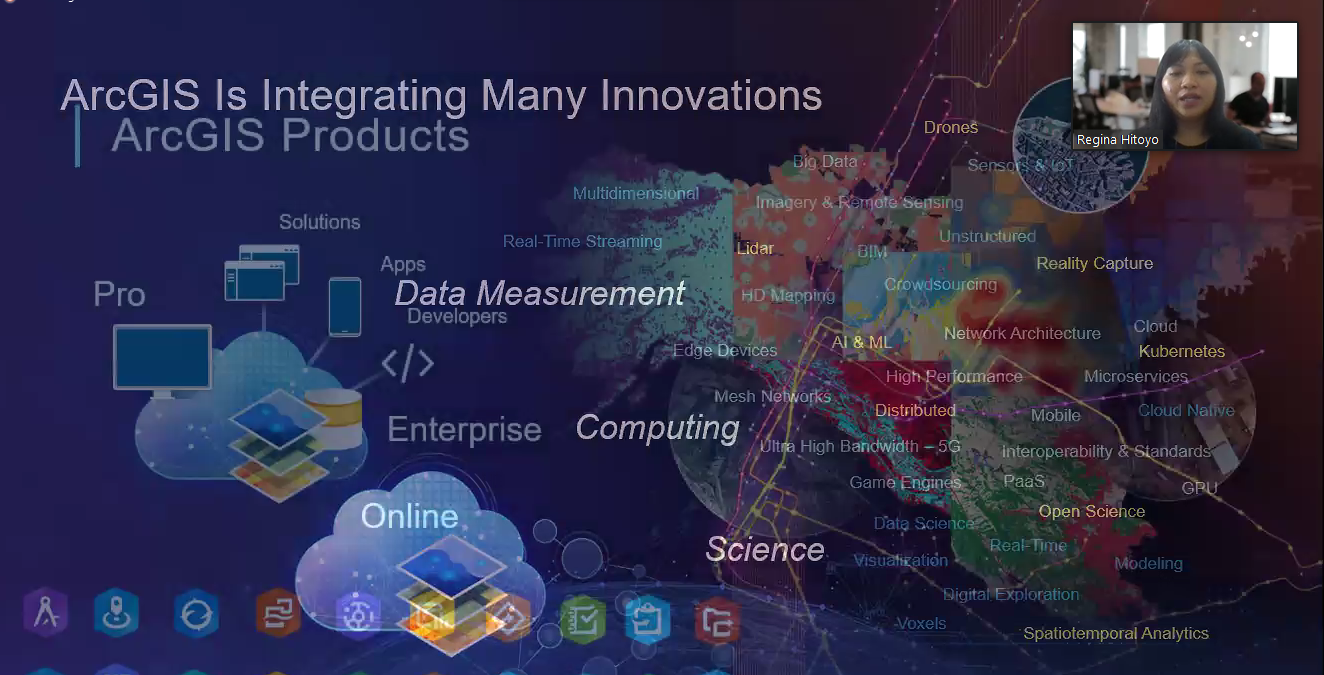 ArcGIS Is Integrating Many Innovations
ArcGIS Products
Regina Hitoyo
Drones
Big Data
Sensors & IoT
Multidimensional
Imagery & Remote Sensing
Solutions
Real-Time Streaming
Lidar
BIM
Unstructured
Reality Capture
Apps
Pro
Data Measurement
HD Mapping
Crowdsourcing
Developers
Network Architecture
Cloud
AI & ML
Edge Devices
Kubernetes
</>
High Performance
Microservices
Mesh Networks
Distributed
Mobile
Cloud Native
Enterprise
Computing
Ultra High Bandwidth – 5G
Interoperability & Standards
Game Engines
PaaS
GPU
Online
Open Science
Data Science
Science
Real-Time
Visualization
Modeling
Digital Exploration
Voxels
Spatiotemporal Analytics